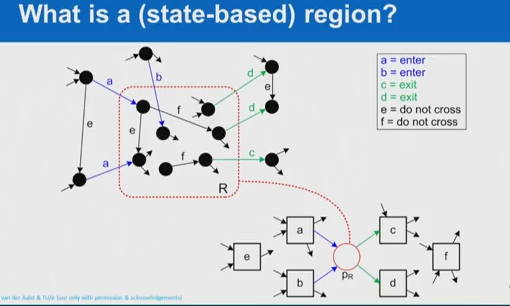 What is a (state-based) region?
a = enter
b = enter
c = exit
d = exit
e = do not cross
f = do not cross
a
b
d
e
f
d
e
e
a
f
c
R
a
c
e
f
b
pR
d
van der Aalst & TU/e (use only with permission & acknowledgements)